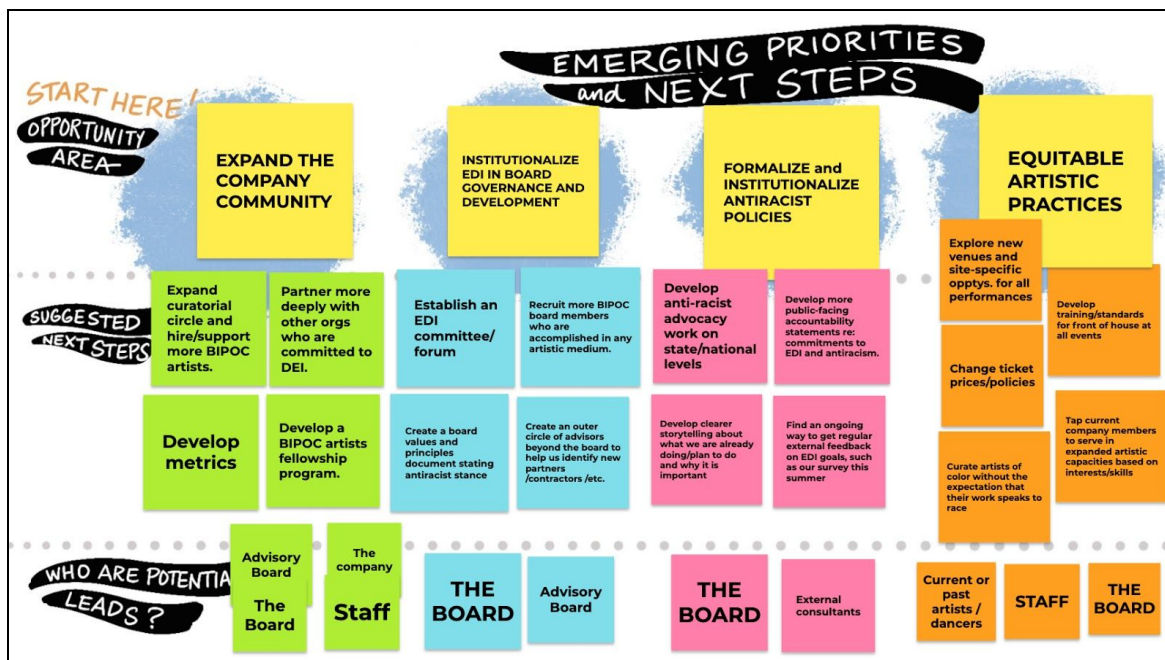 EMERGING PRIORITIES
and NEXT STEPS
START HERE!
OPPORTUNITY
AREA
EXPAND THE
COMPANY
COMMUNITY
INSTITUTIONALIZE
EDI IN BOARD
GOVERNANCE AND
DEVELOPMENT
FORMALIZE and
INSTITUTIONALIZE
ANTIRACIST
POLICIES
EQUITABLE
ARTISTIC
PRACTICES
SUGGESTED
NEXT STEPS
Expand
curatorial
circle and
hire/support
more BIPOC
artists.
Partner more
deeply with
other orgs
who are
committed to
DEI.
Develop
metrics
Develop a
BIPOC artists
fellowship
program.
Establish an
EDI
committee/
forum
Recruit more BIPOC
board members
who are
accomplished in any
artistic medium.
Create a board
values and
principles
document stating
antiracist stance
Create an outer
circle of advisors
beyond the board to
help us identify new
partners
/contractors /etc.
Develop
anti-racist
advocacy
work on
state/national
levels
Develop more
public-facing
accountability
statements re:
commitments to
EDI and antiracism.
Develop clearer
storytelling about
what we are already
doing/plan to do
and why it is
important
Find an ongoing
way to get regular
external feedback
on EDI goals, such
as our survey this
summer
Explore new
venues and
site-specific
opptys. for all
performances
Develop
training/standards
for front of house at
all events
Change ticket
prices/policies
Tap current
company members
to serve in
expanded artistic
capacities based on
interests/skills
Curate artists of
color without the
expectation that
their work speaks to
race
WHO ARE POTENTIA
LEADS?
Advisory
Board
The
company
The
Board
Staff
THE
BOARD
Advisory
Board
THE
BOARD
External
consultants
Current or
past
artists /
dancers
STAFF
THE
BOARD